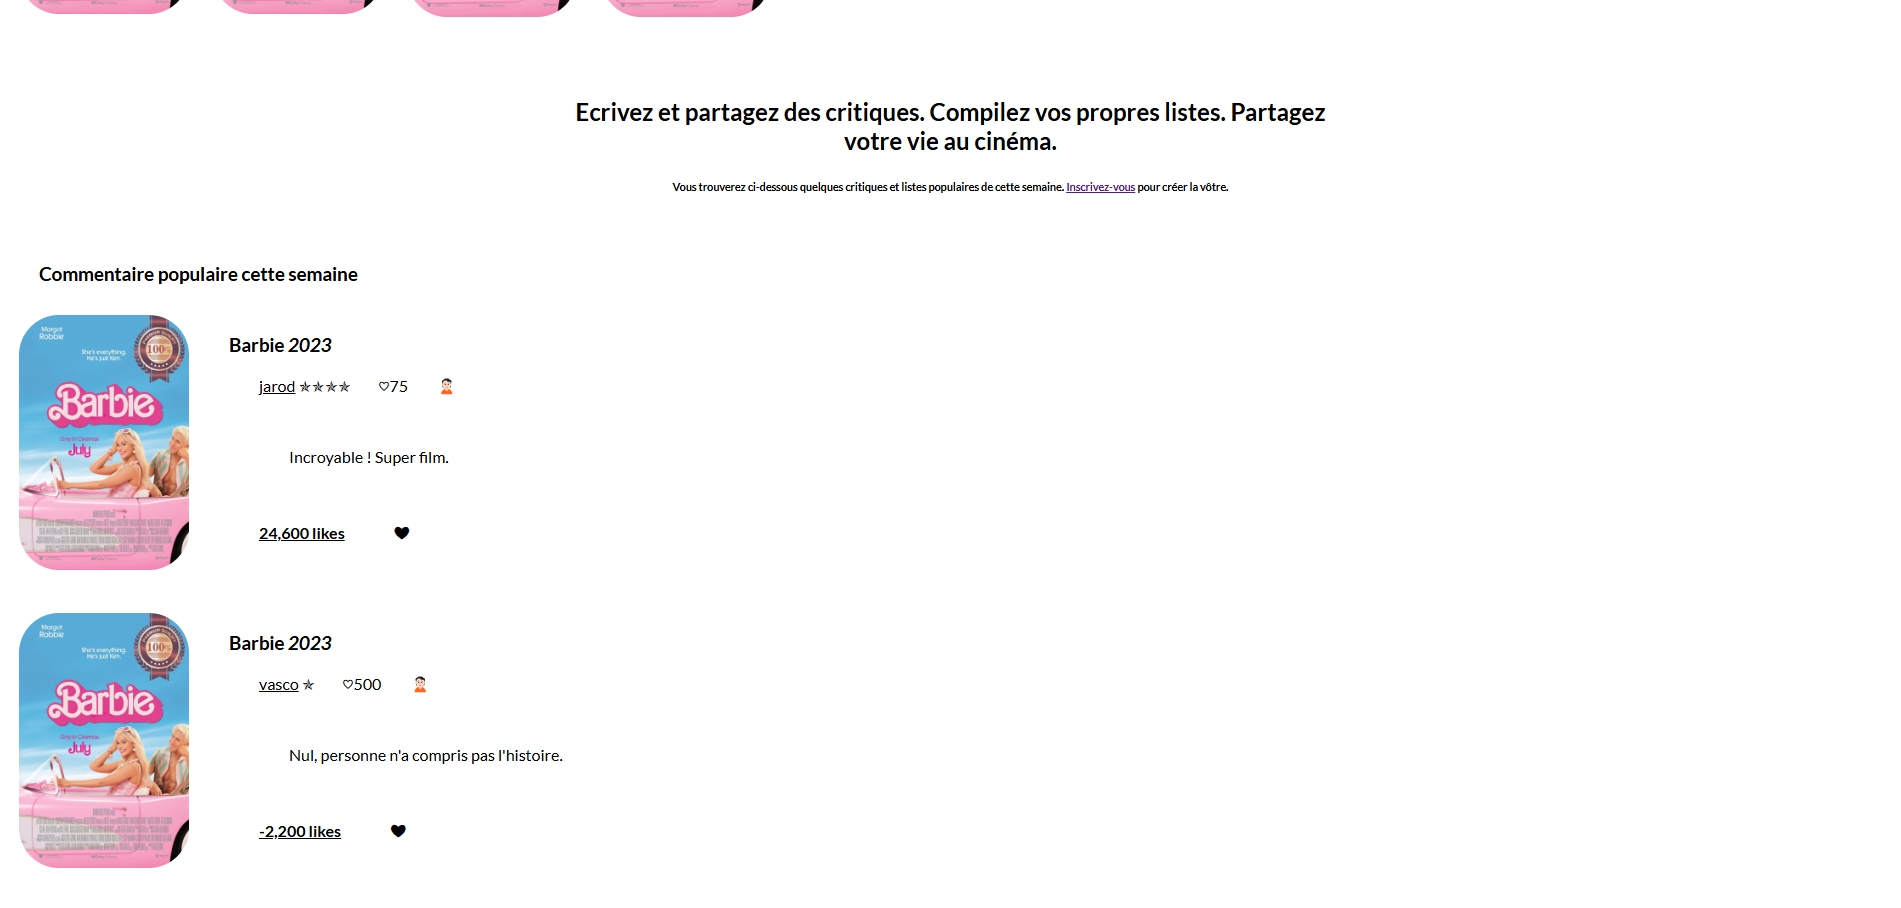 Ecrivez et partagez des critiques. Compilez vos propres listes. Partagez
votre vie au cinéma.
Vous trouverez ci-dessous quelques critiques et listes populaires de cette semaine. Inscrivez-vous pour créer la vôtre.
Commentaire populaire cette semaine
Margot
Robbie
She's everything.
He's just Ken.
100%
Barbie
Only in Cinemas
July
Barbie 2023
jarod ★★★★ ♡75
Incroyable ! Super film.
24,600 likes ♥
Margot
Robbie
She's everything.
He's just Ken.
100%
Barbie
Only in Cinemas
July
Barbie 2023
vasco ★ ♡500
Nul, personne n'a compris pas l'histoire.
-2,200 likes ♥